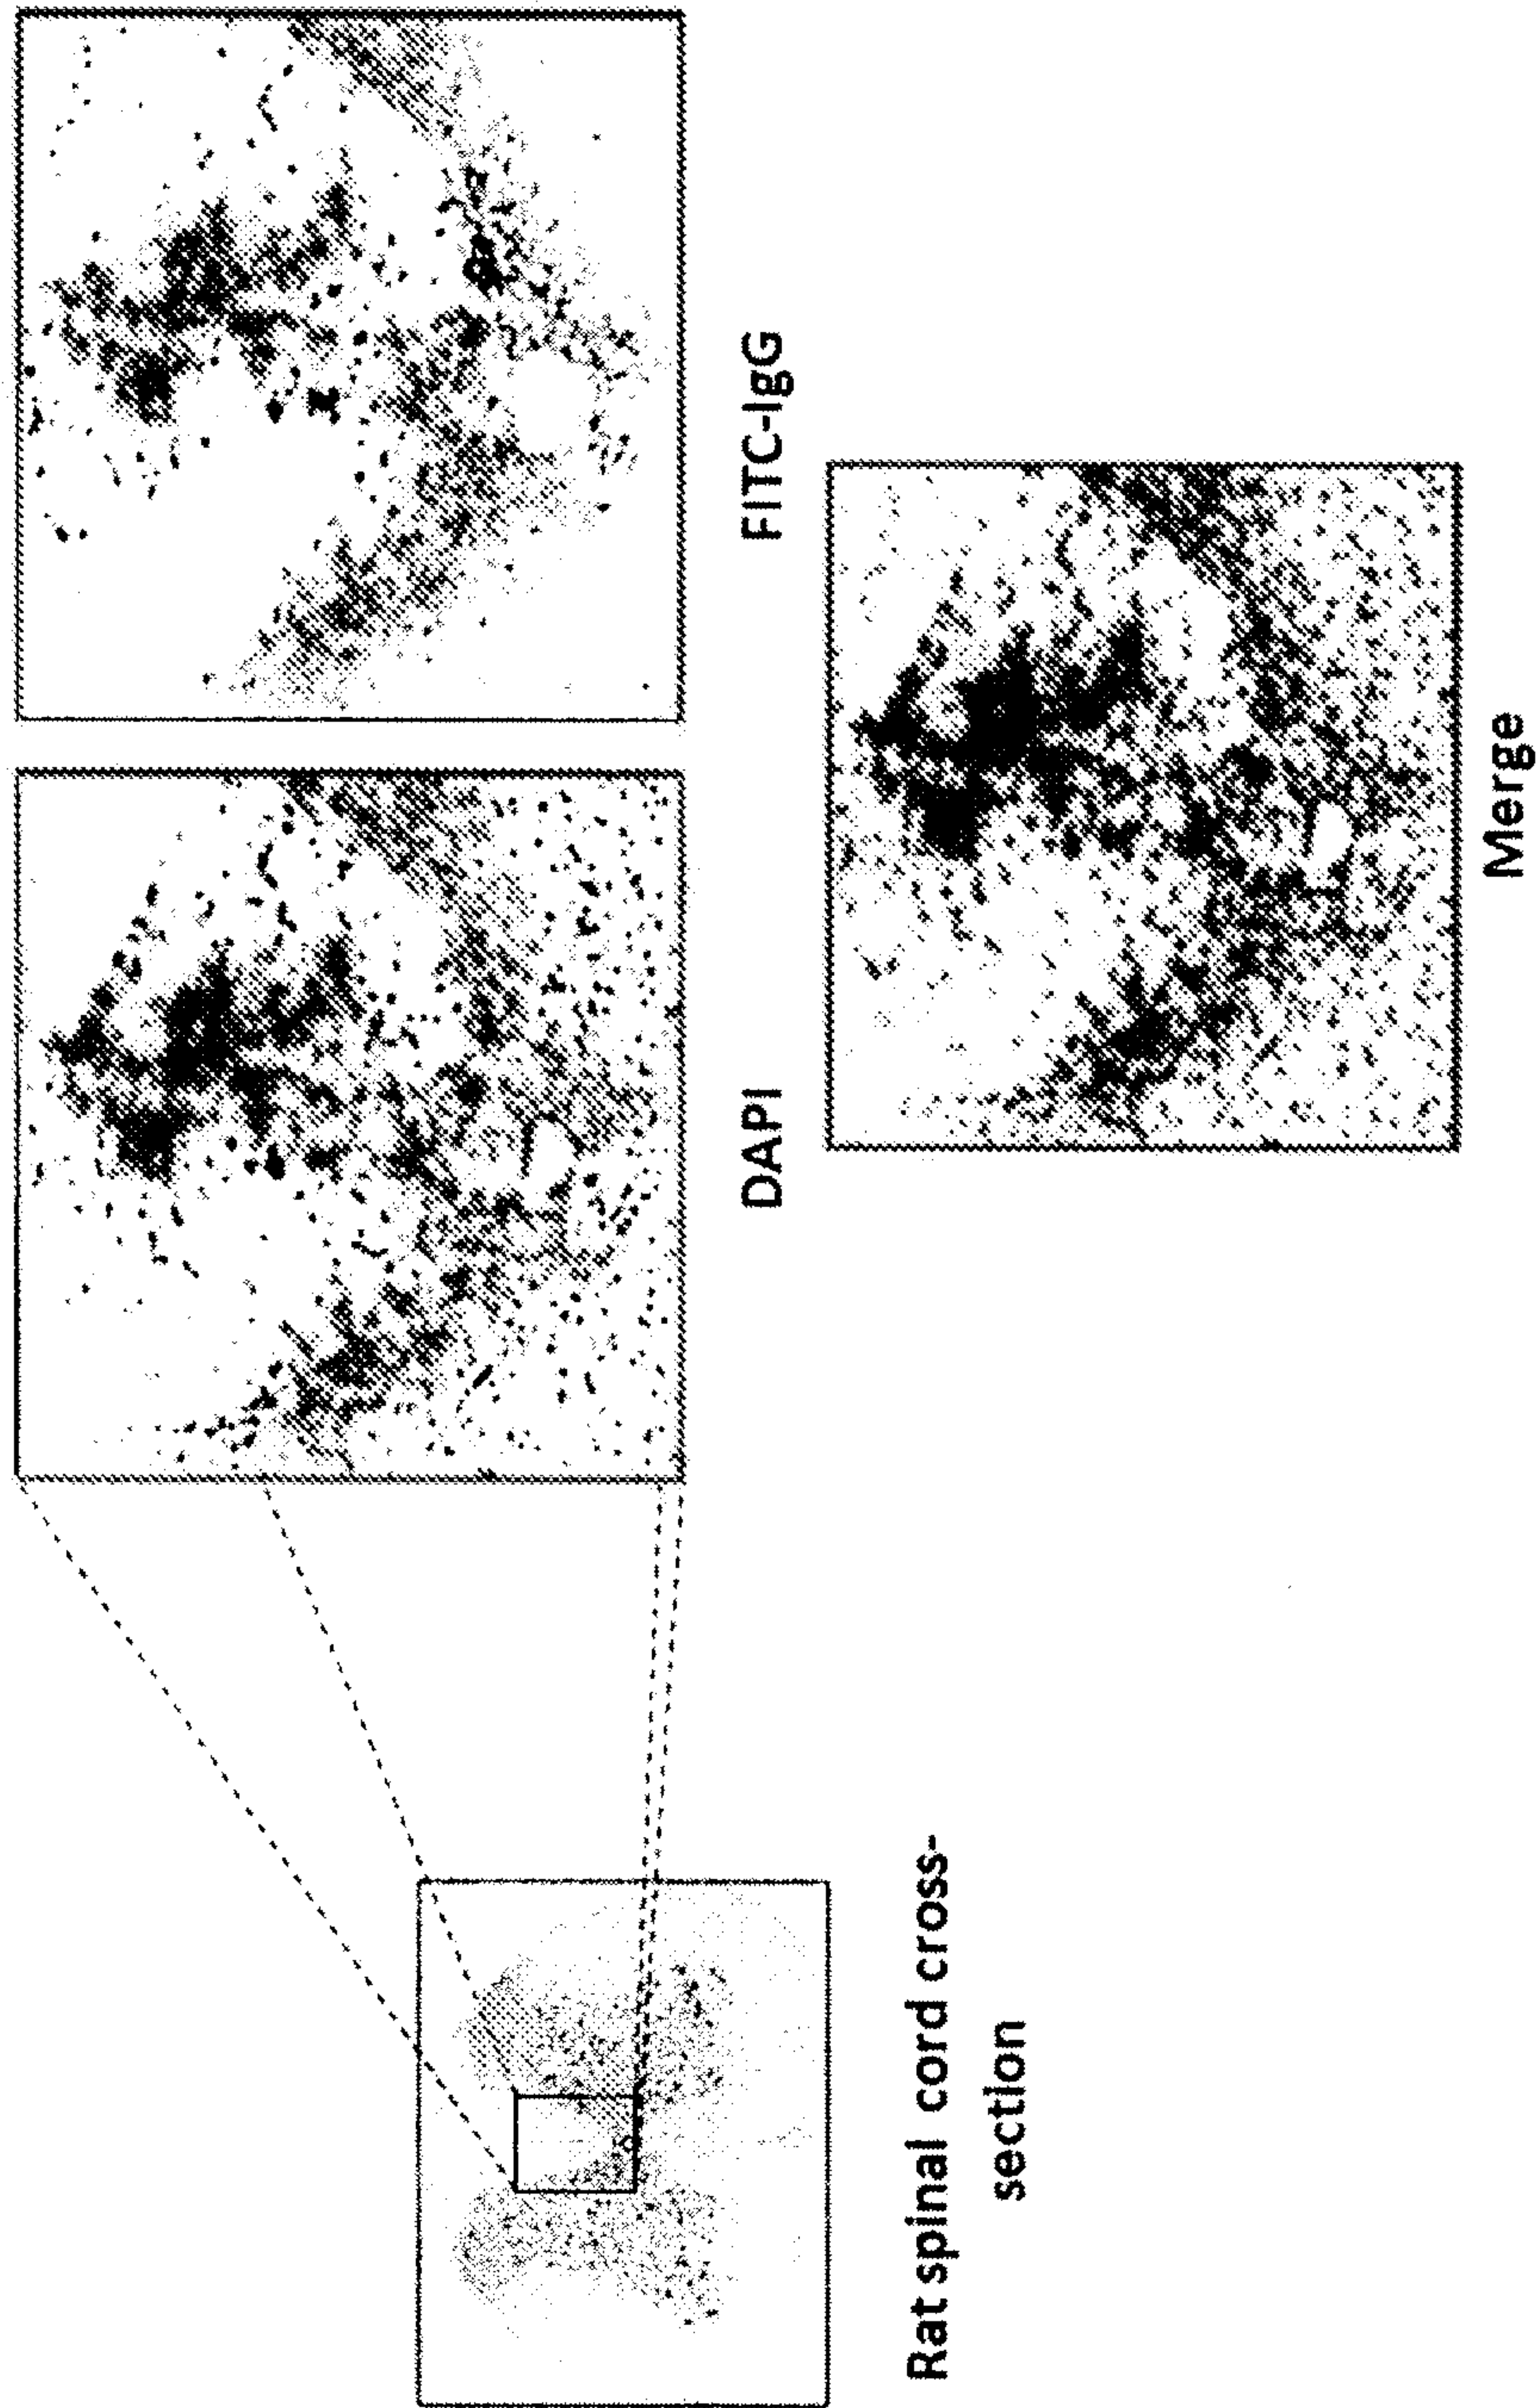 Rat spinal cord cross-
section
DAPI
FITC-IgG
Merge